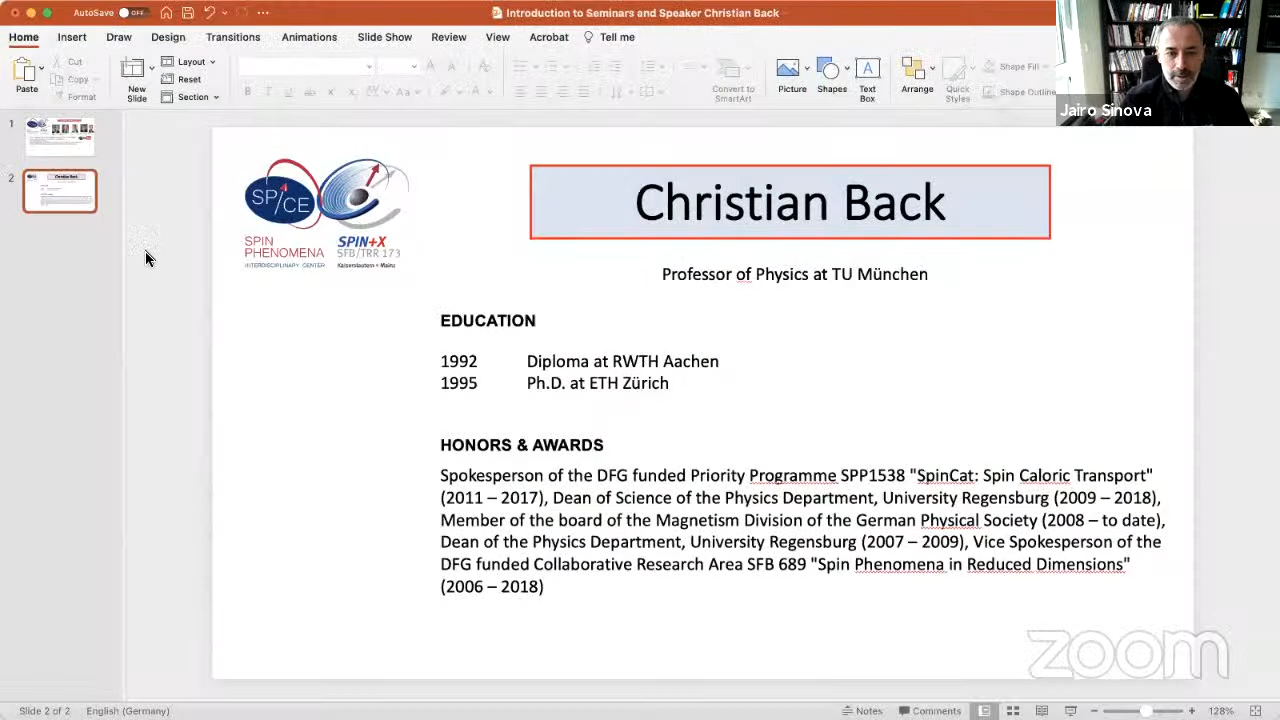 AutoSave OFF
Introduction to Seminars and Speaker Christian Back
Home Insert Draw Design Transitions Animations Slide Show Review View Acrobat Tell me
Paste
Cut
Copy
Format
New Slide
Layout
Reset
Section
Convert to SmartArt
Picture
Shapes
Text Box
Arrange
Quick Styles
Shape Fill
Shape Outline
Jairo Sinova
1
2
SPICE
SPIN PHENOMENA
INTERDISCIPLINARY CENTER
SPIN+X
SFB/TRR 173
Kaiserslautern • Mainz
Christian Back
Professor of Physics at TU München
EDUCATION
1992 Diploma at RWTH Aachen
1995 Ph.D. at ETH Zürich
HONORS & AWARDS
Spokesperson of the DFG funded Priority Programme SPP1538 "SpinCat: Spin Caloric Transport"
(2011 – 2017), Dean of Science of the Physics Department, University Regensburg (2009 – 2018),
Member of the board of the Magnetism Division of the German Physical Society (2008 – to date),
Dean of the Physics Department, University Regensburg (2007 – 2009), Vice Spokesperson of the
DFG funded Collaborative Research Area SFB 689 "Spin Phenomena in Reduced Dimensions"
(2006 – 2018)
zoom
Slide 2 of 2 English (Germany) Notes Comments 128%